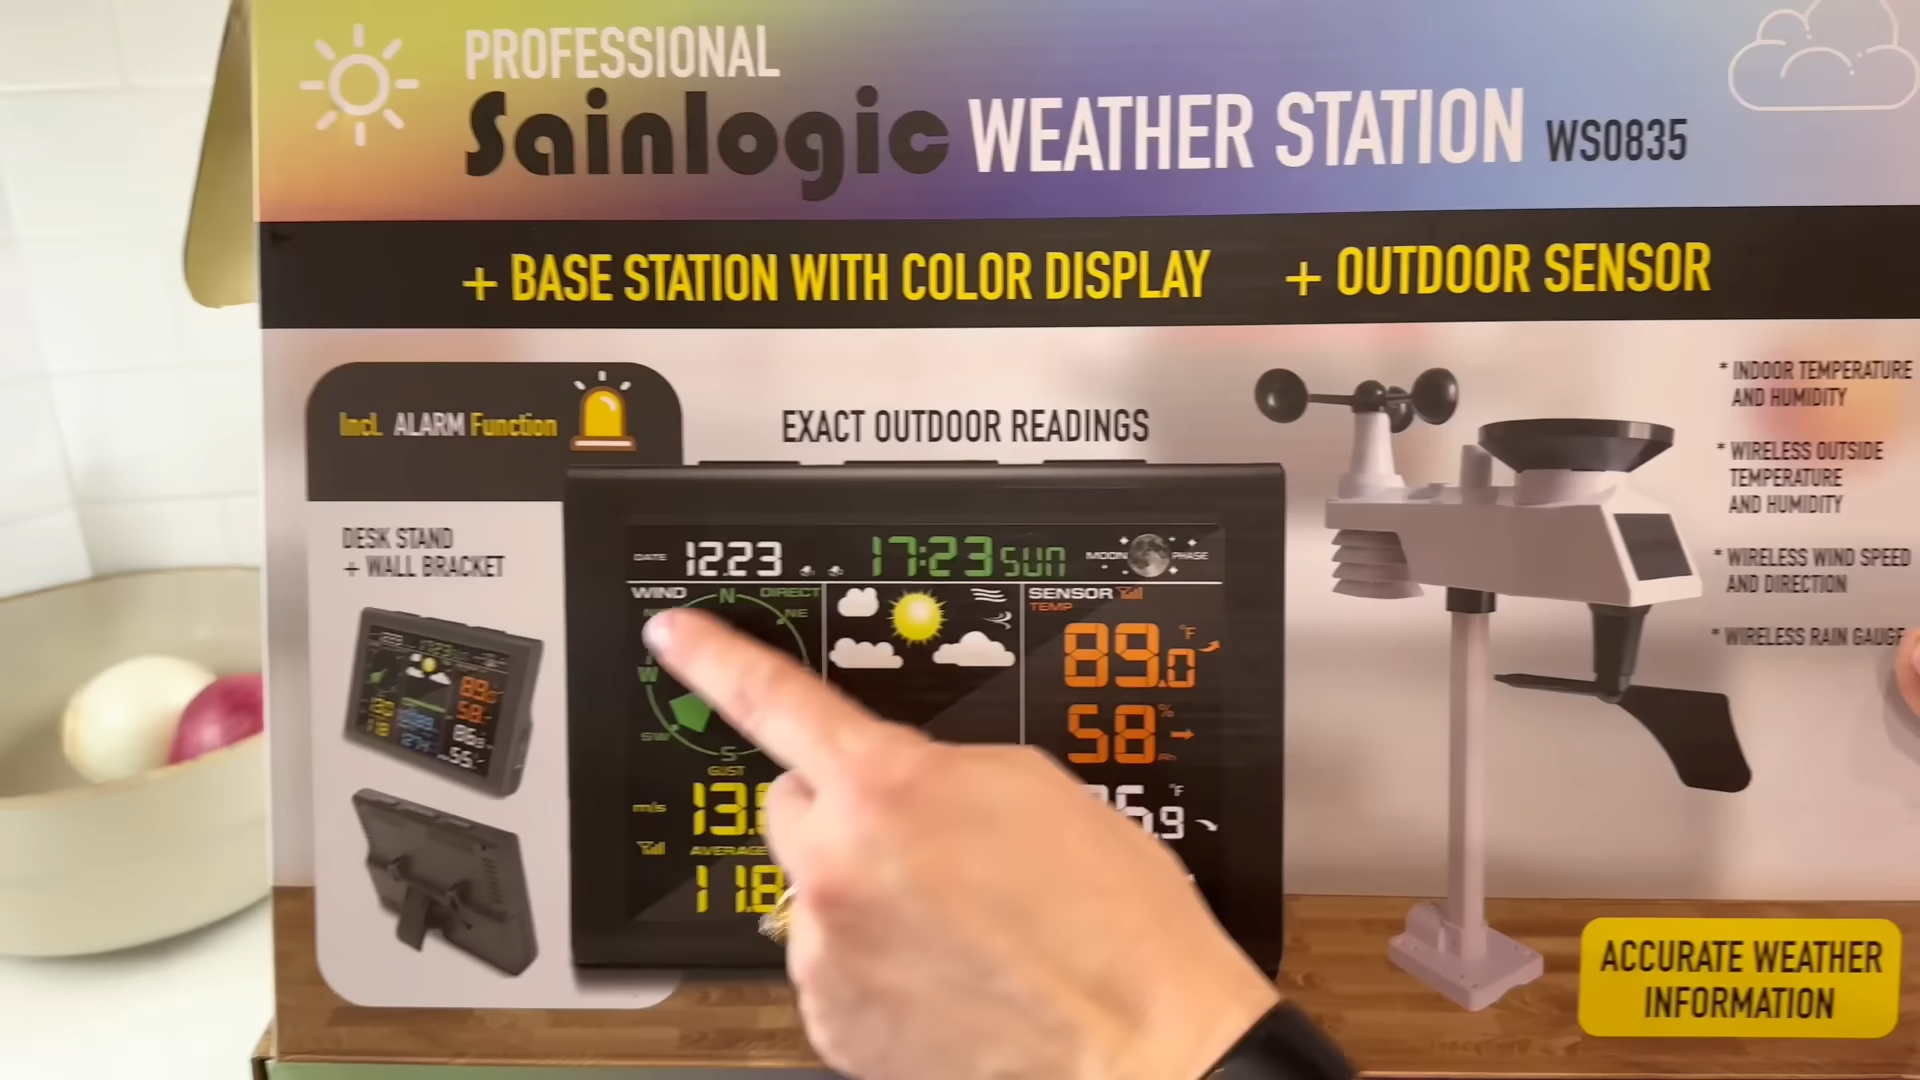 PROFESSIONAL
Sainlogic WEATHER STATION WS0835
+ BASE STATION WITH COLOR DISPLAY + OUTDOOR SENSOR
Incl. ALARM Function
EXACT OUTDOOR READINGS
DESK STAND
+ WALL BRACKET
DATE 12.23 17:23 SUN MOON PHASE
WIND DIRECT
N
NE
W
SW
S
GUST
m/s 13.
AVERAGE
11.8
SENSOR
TEMP
89.0 °F
58 %
6.9 °F
* INDOOR TEMPERATURE
AND HUMIDITY
* WIRELESS OUTSIDE
TEMPERATURE
AND HUMIDITY
* WIRELESS WIND SPEED
AND DIRECTION
* WIRELESS RAIN GAUGE
ACCURATE WEATHER
INFORMATION